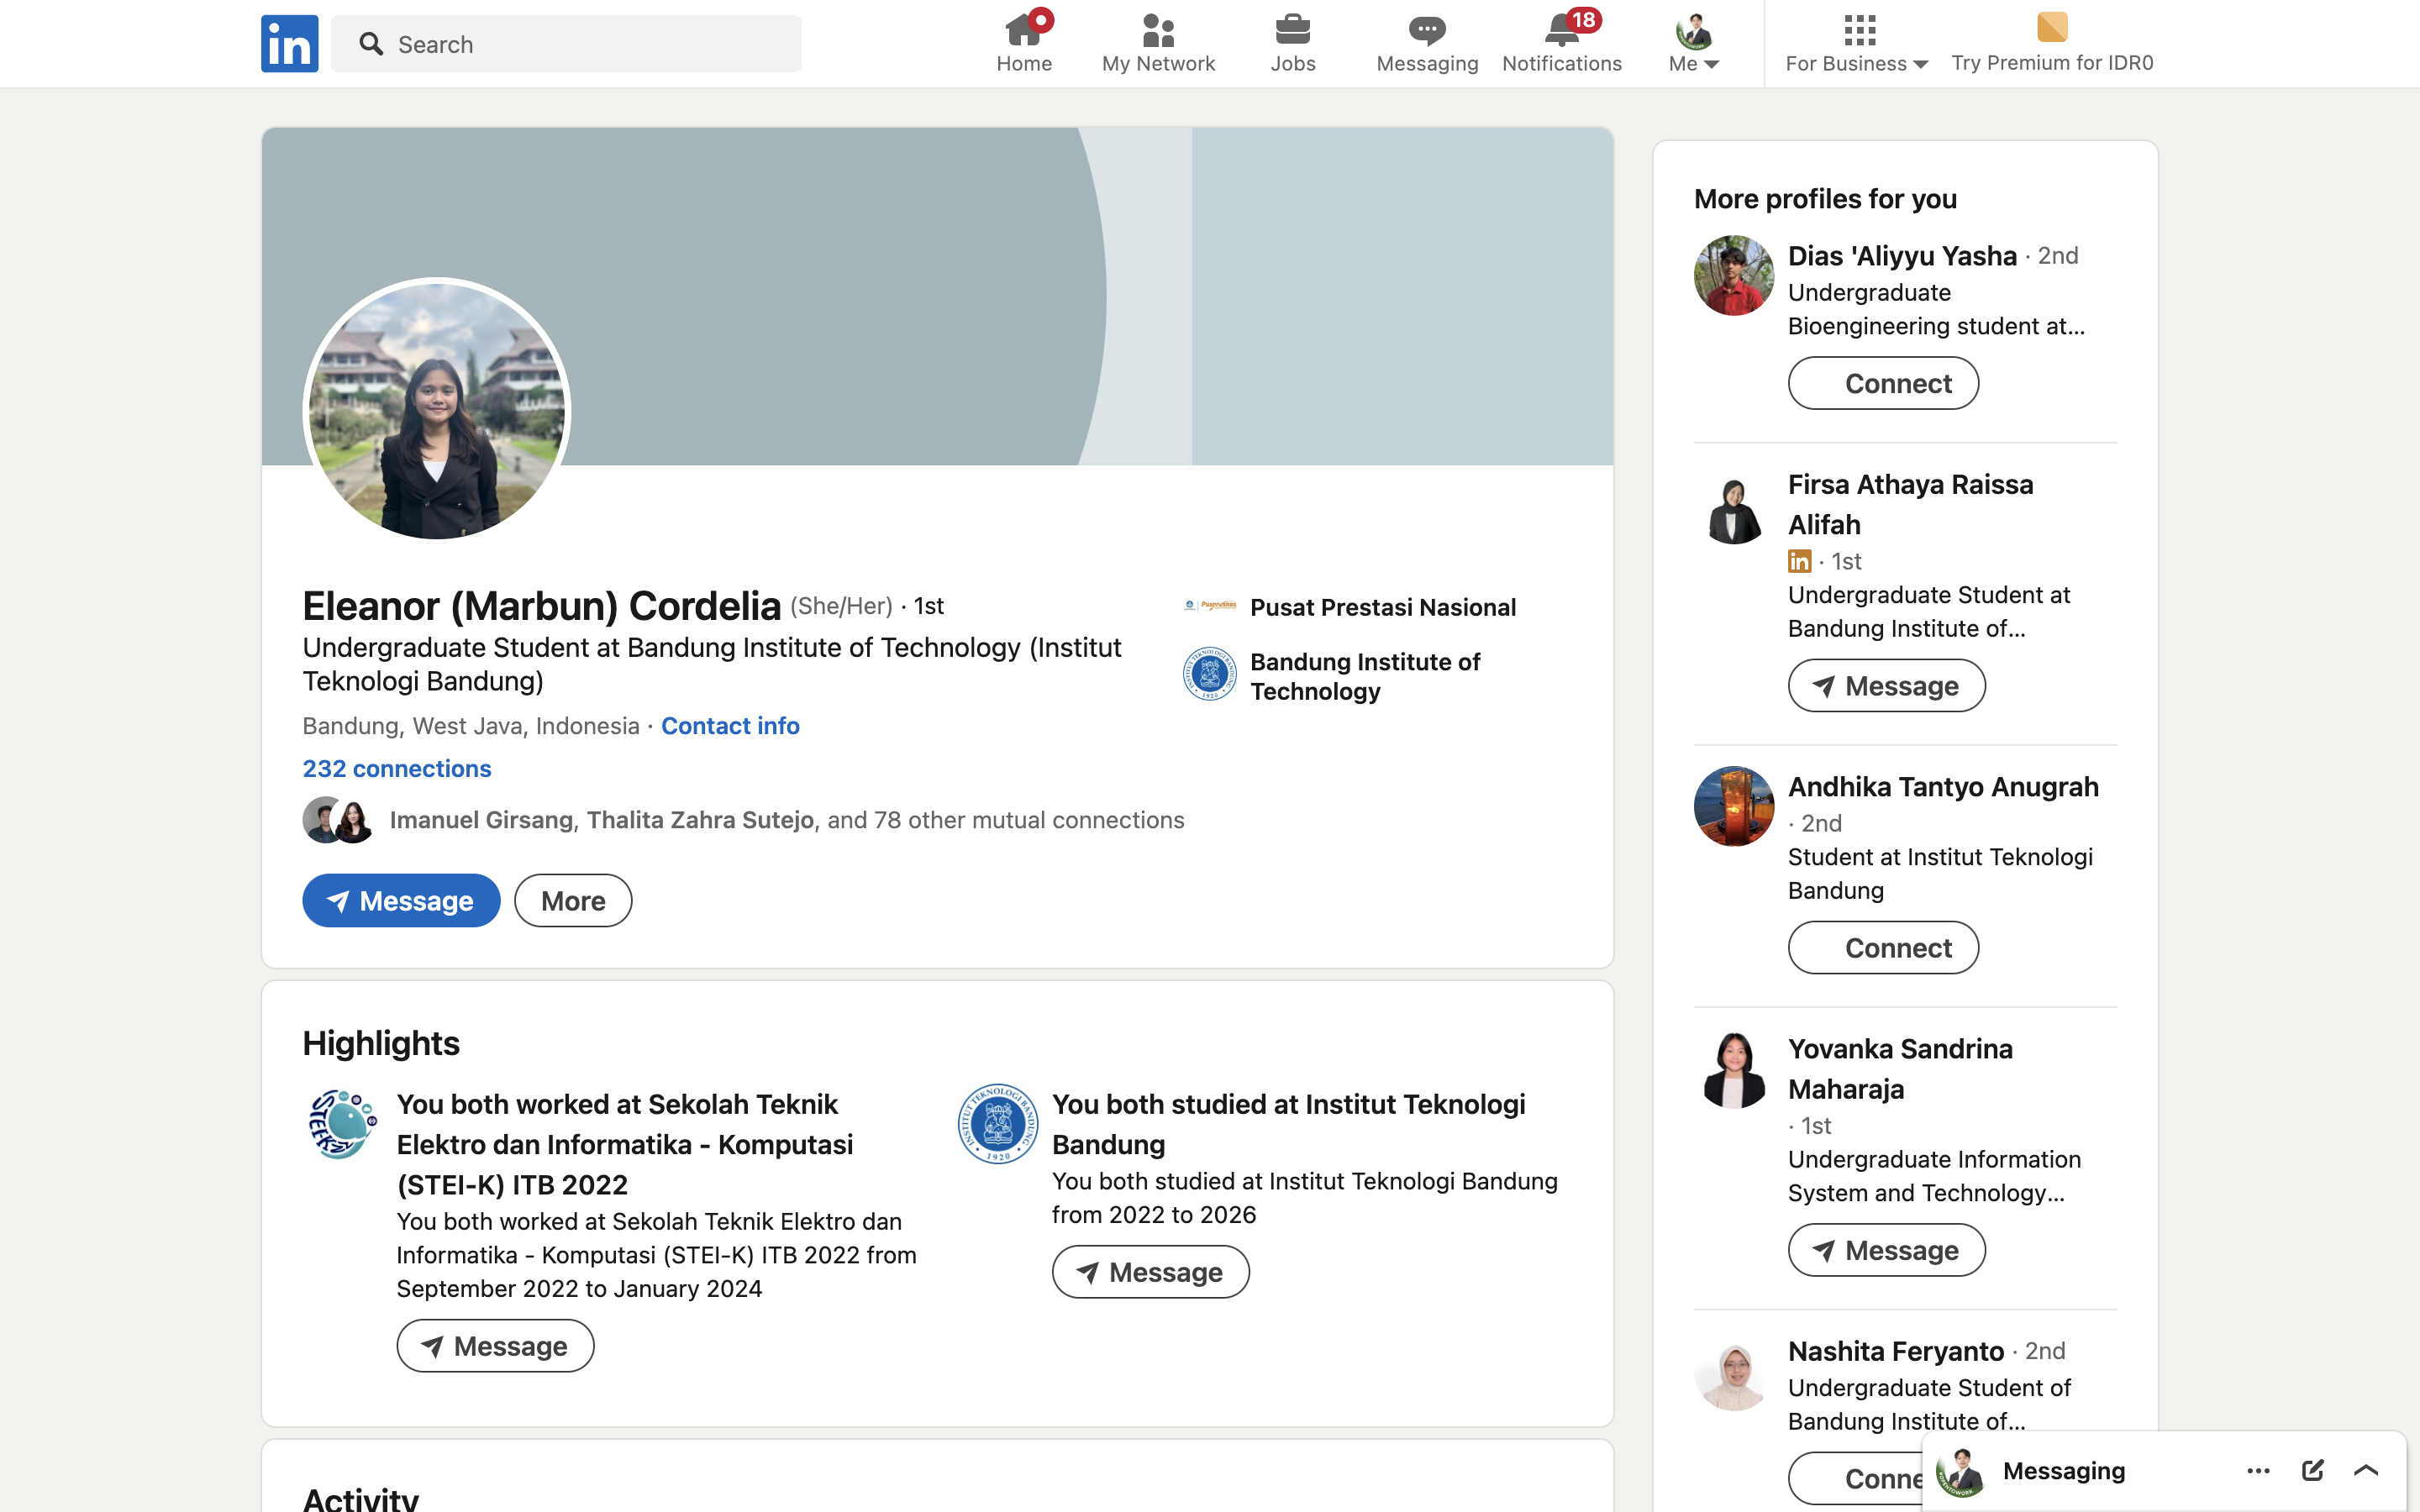 in
Search
Home
My Network
Jobs
Messaging
18
Notifications
Me
For Business
Try Premium for IDR0
Eleanor (Marbun) Cordelia (She/Her) · 1st
Undergraduate Student at Bandung Institute of Technology (Institut
Teknologi Bandung)
Bandung, West Java, Indonesia · Contact info
232 connections
Imanuel Girsang, Thalita Zahra Sutejo, and 78 other mutual connections
Message
More
Pusat Prestasi Nasional
Bandung Institute of
Technology
Highlights
You both worked at Sekolah Teknik
Elektro dan Informatika - Komputasi
(STEI-K) ITB 2022
You both worked at Sekolah Teknik Elektro dan
Informatika - Komputasi (STEI-K) ITB 2022 from
September 2022 to January 2024
Message
INSTITUT TEKNOLOGI BANDUNG
1920
You both studied at Institut Teknologi
Bandung
You both studied at Institut Teknologi Bandung
from 2022 to 2026
Message
Activity
More profiles for you
Dias 'Aliyyu Yasha · 2nd
Undergraduate
Bioengineering student at...
Connect
Firsa Athaya Raissa
Alifah
in · 1st
Undergraduate Student at
Bandung Institute of...
Message
Andhika Tantyo Anugrah
· 2nd
Student at Institut Teknologi
Bandung
Connect
Yovanka Sandrina
Maharaja
· 1st
Undergraduate Information
System and Technology...
Message
Nashita Feryanto · 2nd
Undergraduate Student of
Bandung Institute of...
Conne
Messaging